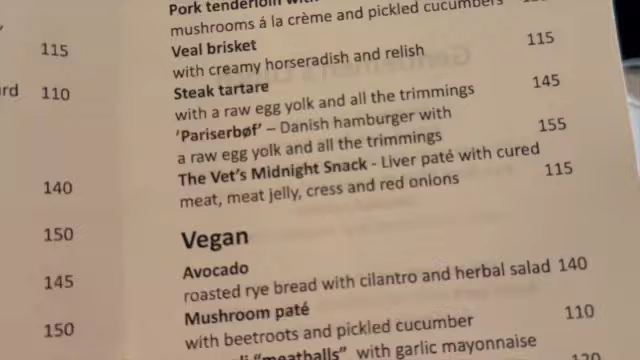 115
rd 110
140
150
145
150
Pork tenderloin with
mushrooms á la crème and pickled cucumbers
Veal brisket
with creamy horseradish and relish 115
Steak tartare
with a raw egg yolk and all the trimmings 145
‘Pariserbøf’ – Danish hamburger with
a raw egg yolk and all the trimmings 155
The Vet’s Midnight Snack - Liver paté with cured
meat, meat jelly, cress and red onions 115
Vegan
Avocado
roasted rye bread with cilantro and herbal salad 140
Mushroom paté
with beetroots and pickled cucumber 110
“meatballs” with garlic mayonnaise
120